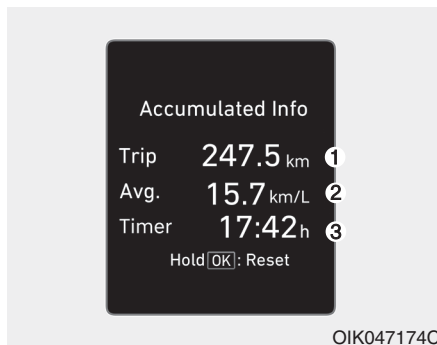 Accumulated Info
Trip 247.5 km 1
Avg. 15.7 km/L 2
Timer 17:42h 3
Hold OK : Reset
OIK047174C